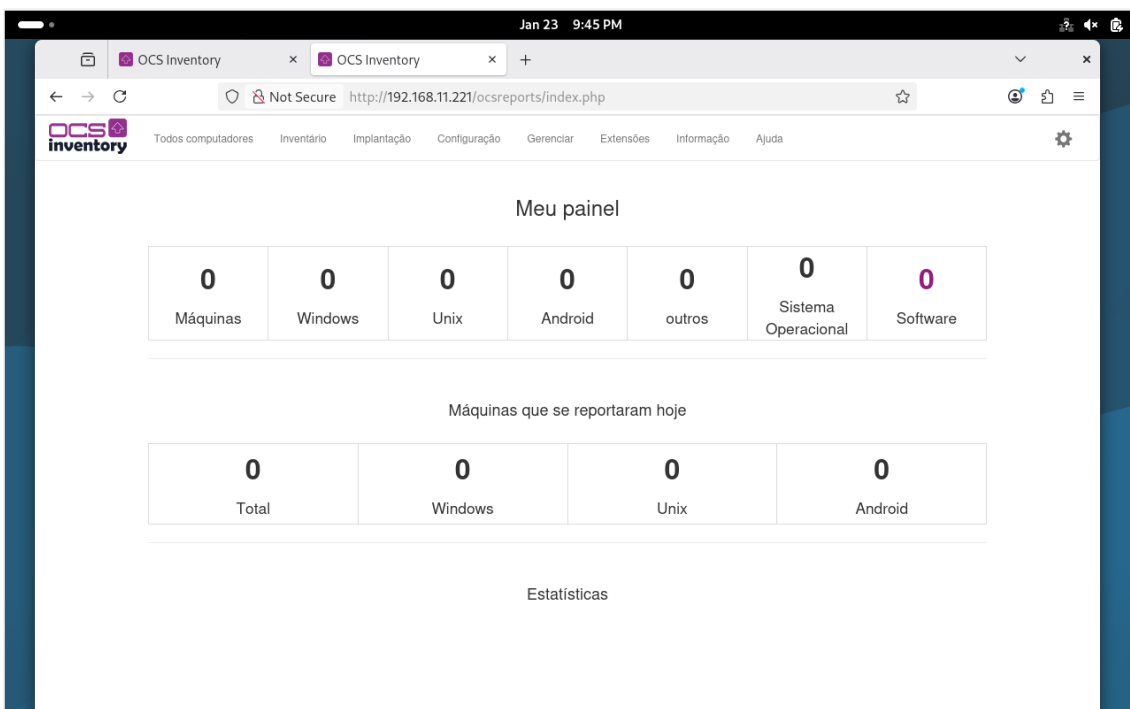 Jan 23 9:45 PM
OCS Inventory
OCS Inventory
Not Secure http://192.168.11.221/ocsreports/index.php
OCS inventory
Todos computadores Inventário Implantação Configuração Gerenciar Extensões Informação Ajuda
Meu painel
0 0 0 0 0 0 0
Máquinas Windows Unix Android outros Sistema Operacional Software
Máquinas que se reportaram hoje
0 0 0 0
Total Windows Unix Android
Estatísticas